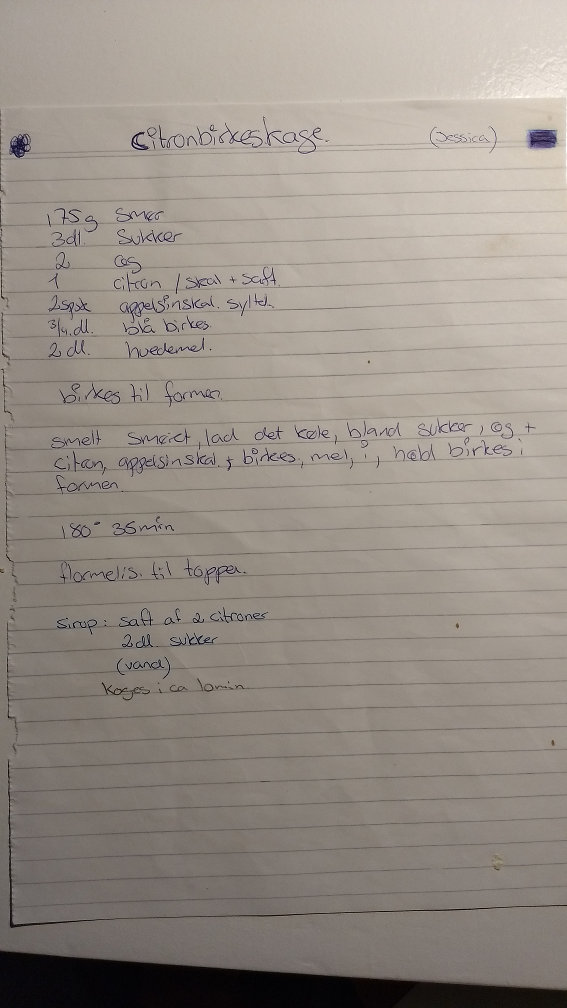 Citronbirkeskage. (Jessica)
175g smør
3dl. sukker
2 æg
1 citron / skal + saft
2spsk appelsinskal. syltet.
3/4.dl. blå birkes
2 dl. hvedemel.
birkes til formen
smelt smøret, lad det køle, bland sukker, æg +
citron, appelsinskal + birkes, mel, i, hæld birkes i
formen.
180° 35min
flormelis. til toppen.
sirup: saft af 2 citroner
2dl. sukker
(vand)
koges i ca 10min.